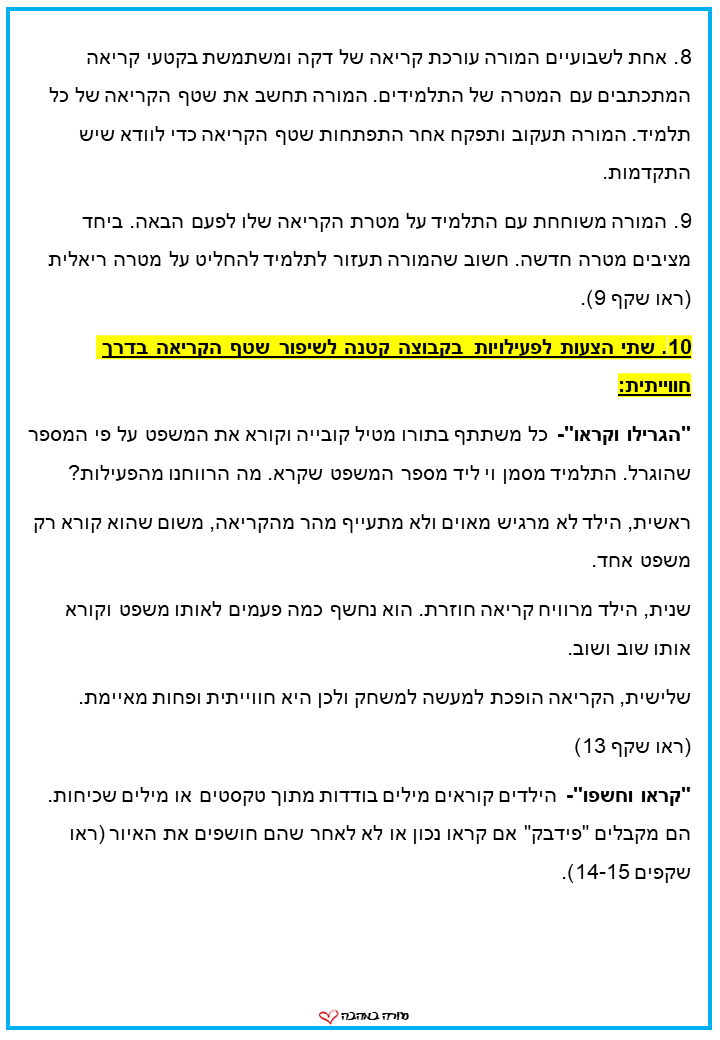 8. אחת לשבועיים המורה עורכת קריאה של דקה ומשתמשת בקטעי קריאה
המתכתבים עם המטרה של התלמידים. המורה תחשב את שטף הקריאה של כל
תלמיד. המורה תעקוב ותפקח אחר התפתחות שטף הקריאה כדי לוודא שיש
התקדמות.
9. המורה משוחחת עם התלמיד על מטרת הקריאה שלו לפעם הבאה. ביחד
מציבים מטרה חדשה. חשוב שהמורה תעזור לתלמיד להחליט על מטרה ריאלית
(ראו שקף 9).
10. שתי הצעות לפעילויות בקבוצה קטנה לשיפור שטף הקריאה בדרך
חווייתית:
"הגרילו וקראו"- כל משתתף בתורו מטיל קובייה וקורא את המשפט על פי המספר
שהוגרל. התלמיד מסמן וי ליד מספר המשפט שקרא. מה הרווחנו מהפעילות?
ראשית, הילד לא מרגיש מאוים ולא מתעייף מהר מהקריאה, משום שהוא קורא רק
משפט אחד.
שנית, הילד מרוויח קריאה חוזרת. הוא נחשף כמה פעמים לאותו משפט וקורא
אותו שוב ושוב.
שלישית, הקריאה הופכת למעשה למשחק ולכן היא חווייתית ופחות מאיימת.
(ראו שקף 13)
"קראו וחשפו"- הילדים קוראים מילים בודדות מתוך טקסטים או מילים שכיחות.
הם מקבלים "פידבק" אם קראו נכון או לא לאחר שהם חושפים את האיור (ראו
שקפים 14-15).
מורה באהבה